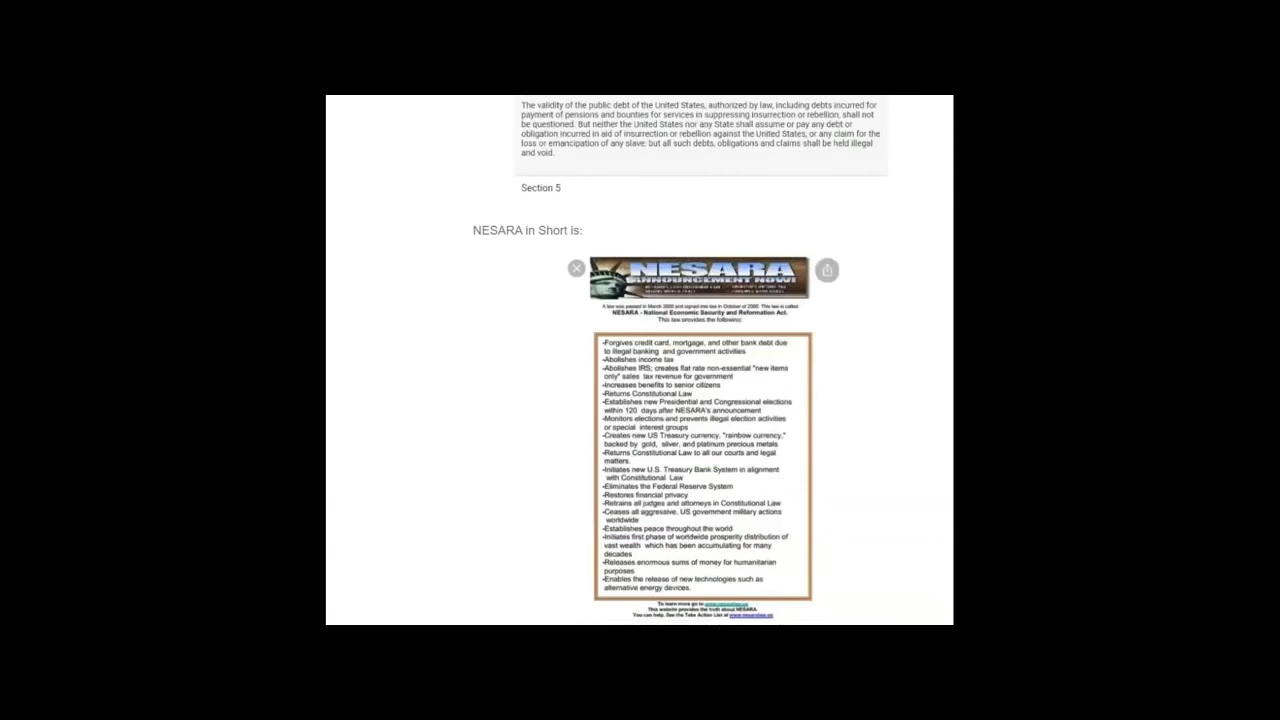 The validity of the public debt of the United States, authorized by law, including debts incurred for
payment of pensions and bounties for services in suppressing insurrection or rebellion, shall not
be questioned. But neither the United States nor any State shall assume or pay any debt or
obligation incurred in aid of insurrection or rebellion against the United States, or any claim for the
loss or emancipation of any slave; but all such debts, obligations and claims shall be held illegal
and void.
Section 5
NESARA in Short is:
NESARA
ANNOUNCEMENT NOW!
A law was passed in March 2000 and signed into law in October of 2000. This law is called
NESARA - National Economic Security and Reformation Act.
This law provides the following:
-Forgives credit card, mortgage, and other bank debt due
to illegal banking and government activities
-Abolishes income tax
-Abolishes IRS; creates flat rate non-essential "new items
only" sales tax revenue for government
-Increases benefits to senior citizens
-Returns Constitutional Law
-Establishes new Presidential and Congressional elections
within 120 days after NESARA's announcement
-Monitors elections and prevents illegal election activities
or special interest groups
-Creates new US Treasury currency, "rainbow currency,"
backed by gold, silver, and platinum precious metals
-Returns Constitutional Law to all our courts and legal
matters.
-Initiates new U.S. Treasury Bank System in alignment
with Constitutional Law
-Eliminates the Federal Reserve System
-Restores financial privacy
-Retrains all judges and attorneys in Constitutional Law
-Ceases all aggressive, US government military actions
worldwide
-Establishes peace throughout the world
-Initiates first phase of worldwide prosperity distribution of
vast wealth which has been accumulating for many
decades
-Releases enormous sums of money for humanitarian
purposes
-Enables the release of new technologies such as
alternative energy devices.
To learn more go to
This website provides the truth about NESARA.
You can help. See the Take Action List at